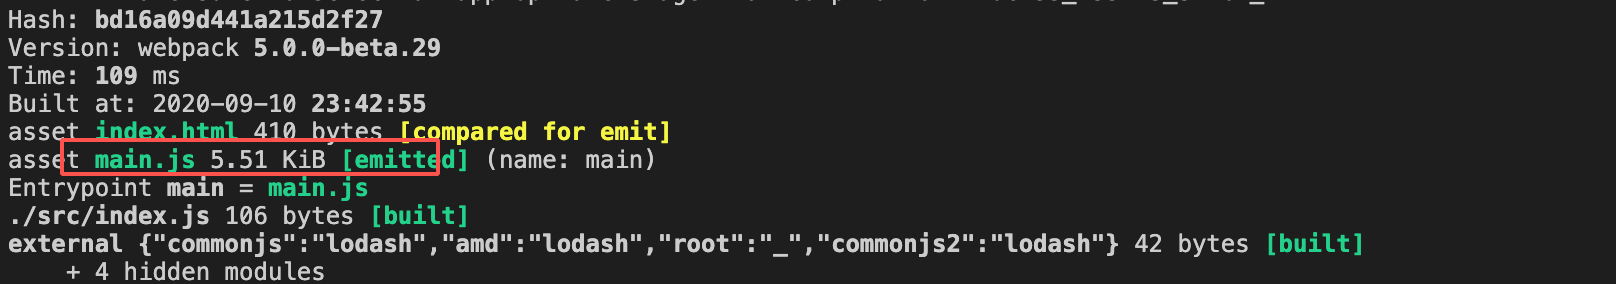 Hash: bd16a09d441a215d2f27
Version: webpack 5.0.0-beta.29
Time: 109 ms
Built at: 2020-09-10 23:42:55
asset index.html 410 bytes [compared for emit]
asset main.js 5.51 KiB [emitted] (name: main)
Entrypoint main = main.js
./src/index.js 106 bytes [built]
external {"commonjs":"lodash","amd":"lodash","root":"_","commonjs2":"lodash"} 42 bytes [built]
+ 4 hidden modules